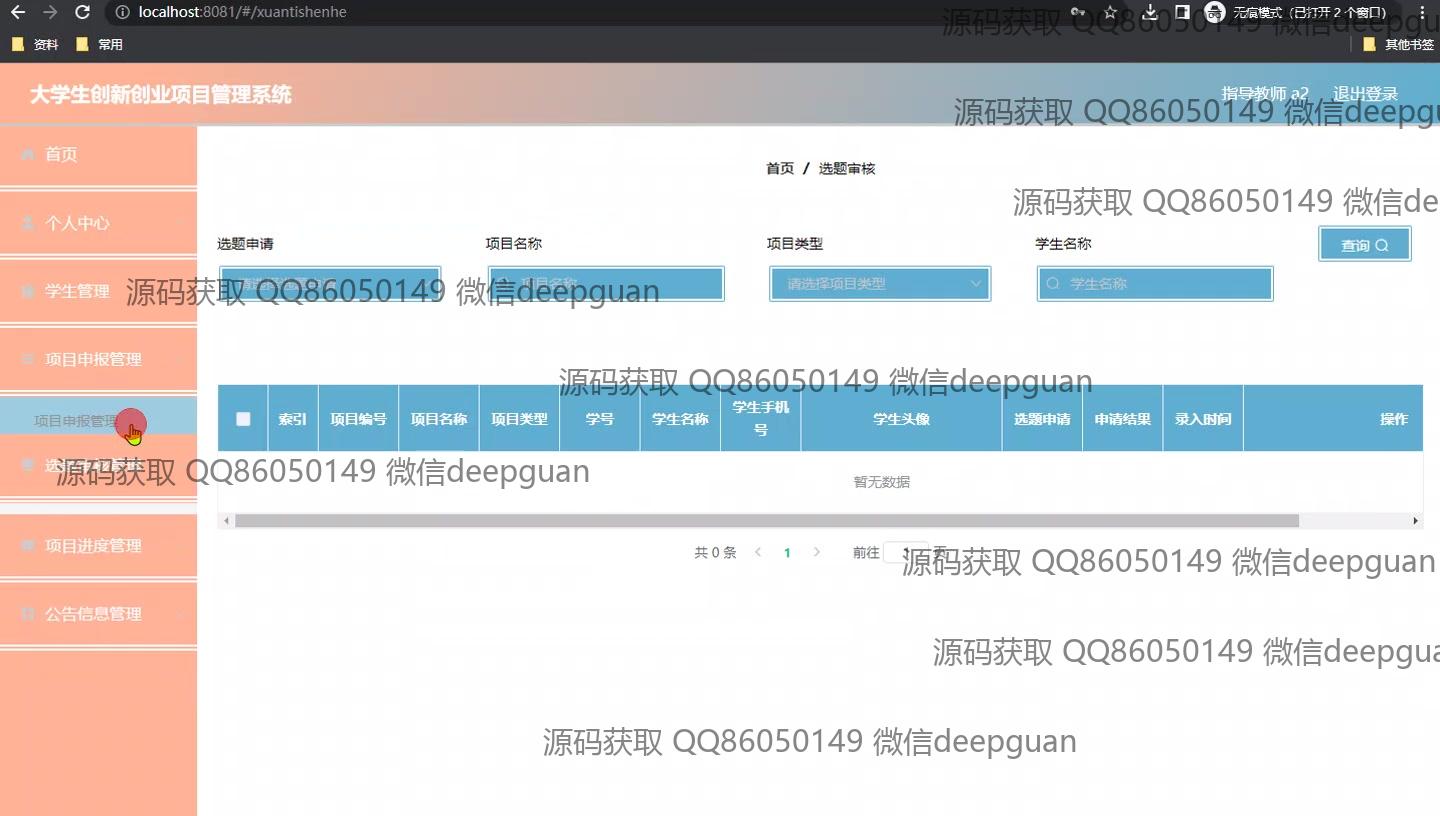 localhost:8081/#/xuantishenhe
无痕模式（已打开 2 个窗口）
资料
常用
其他书签
源码获取 QQ86050149 微信deepgu
大学生创新创业项目管理系统
指导教师 a2
退出登录
源码获取 QQ86050149 微信deepgu
首页
首页 / 选题审核
源码获取 QQ86050149 微信de
个人中心
选题申请
项目名称
项目类型
学生名称
查询
学生管理
项目名称
请选择项目类型
学生名称
源码获取 QQ86050149 微信deepguan
项目申报管理
源码获取 QQ86050149 微信deepguan
项目申报管理
索引
项目编号
项目名称
项目类型
学号
学生名称
学生手机号
学生头像
选题申请
申请结果
录入时间
操作
源码获取 QQ86050149 微信deepguan
暂无数据
共 0 条
1
前往
1
页
项目进度管理
源码获取 QQ86050149 微信deepguan
公告信息管理
源码获取 QQ86050149 微信deepgua
源码获取 QQ86050149 微信deepguan